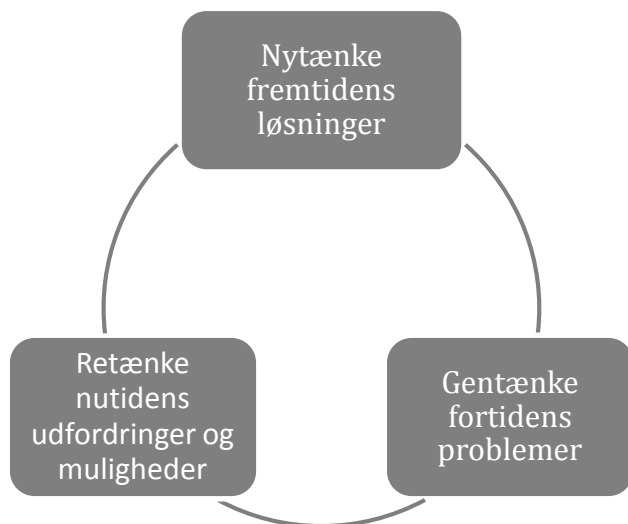 Nytænke
fremtidens
løsninger
Retænke
nutidens
udfordringer og
muligheder
Gentænke
fortidens
problemer